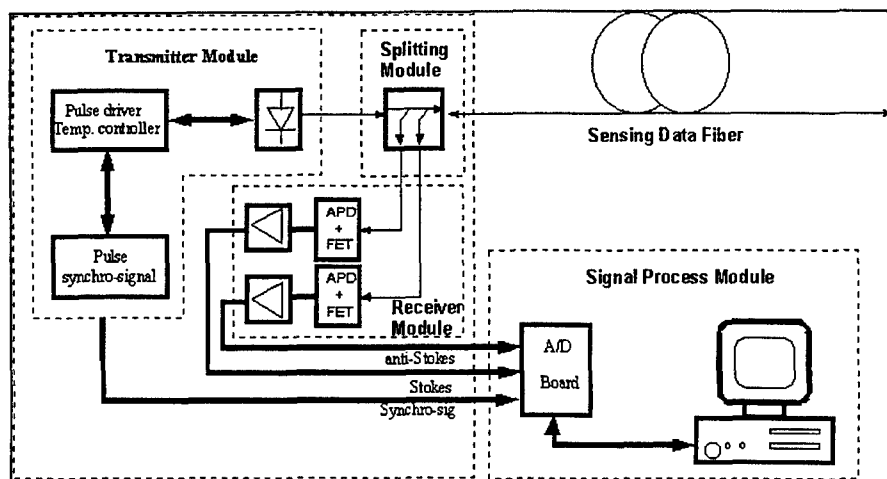 Transmitter Module
Splitting
Module
Pulse driver
Temp. controller
Sensing Data Fiber
APD
+
FET
Pulse
synchro-signal
APD
+
FET
Receiver
Module
Signal Process Module
A/D
Board
anti-Stokes
Stokes
Synchro-sig